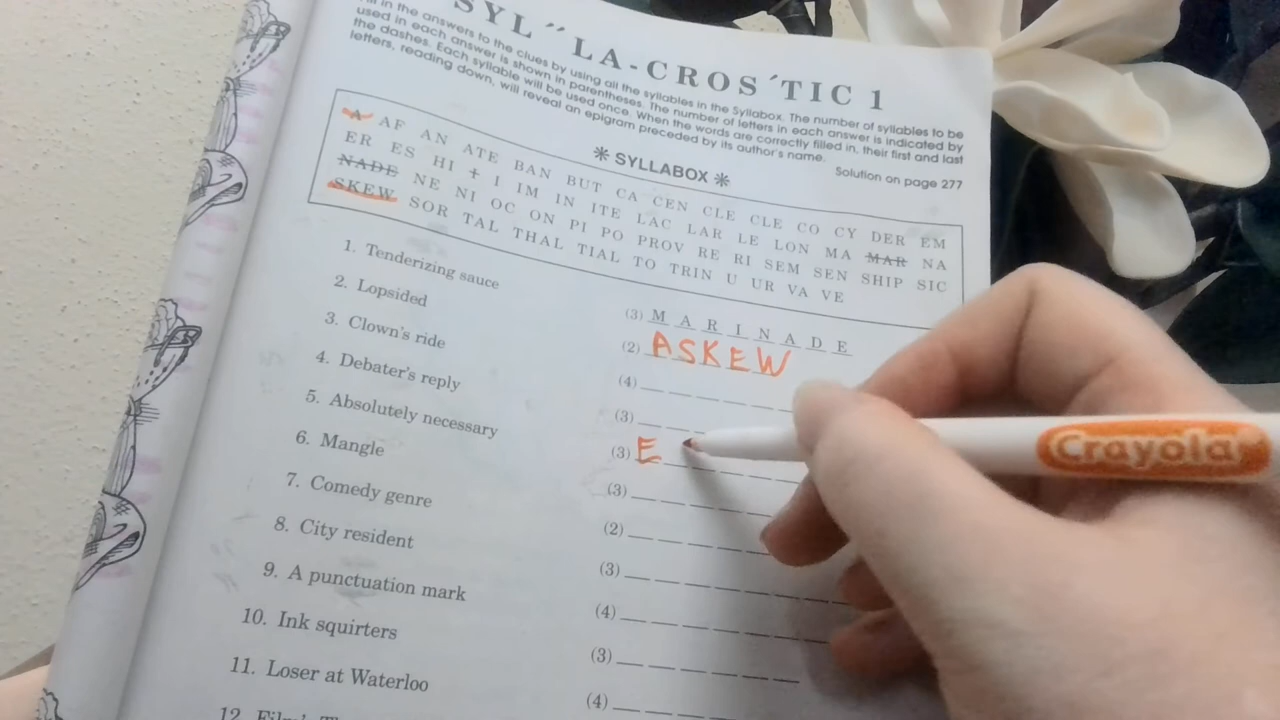 SYL´´LA-CROS´TIC 1
in the answers to the clues by using all the syllables in the Syllabox. The number of syllables to be
used in each answer is shown in parentheses. The number of letters in each answer is indicated by
the dashes. Each syllable will be used once. When the words are correctly filled in, their first and last
letters, reading down, will reveal an epigram preceded by its author's name.
Solution on page 277
✻ SYLLABOX ✻
A AF AN ATE BAN BUT CA CEN CLE CLE CO CY DER EM
ER ES HI I I IM IN ITE LAC LAR LE LON MA MAR NA
NADE NE NI OC ON PI PO PROV RE RI SEM SEN SHIP SIC
SKEW SOR TAL THAL TIAL TO TRIN U UR VA VE
1. Tenderizing sauce (3) MARINADE
2. Lopsided (2) ASKEW
3. Clown's ride (4)
4. Debater's reply (3)
5. Absolutely necessary (3) E
6. Mangle (3)
7. Comedy genre (2)
8. City resident (3)
9. A punctuation mark (4)
10. Ink squirters (3)
11. Loser at Waterloo (4)
12.
Crayola